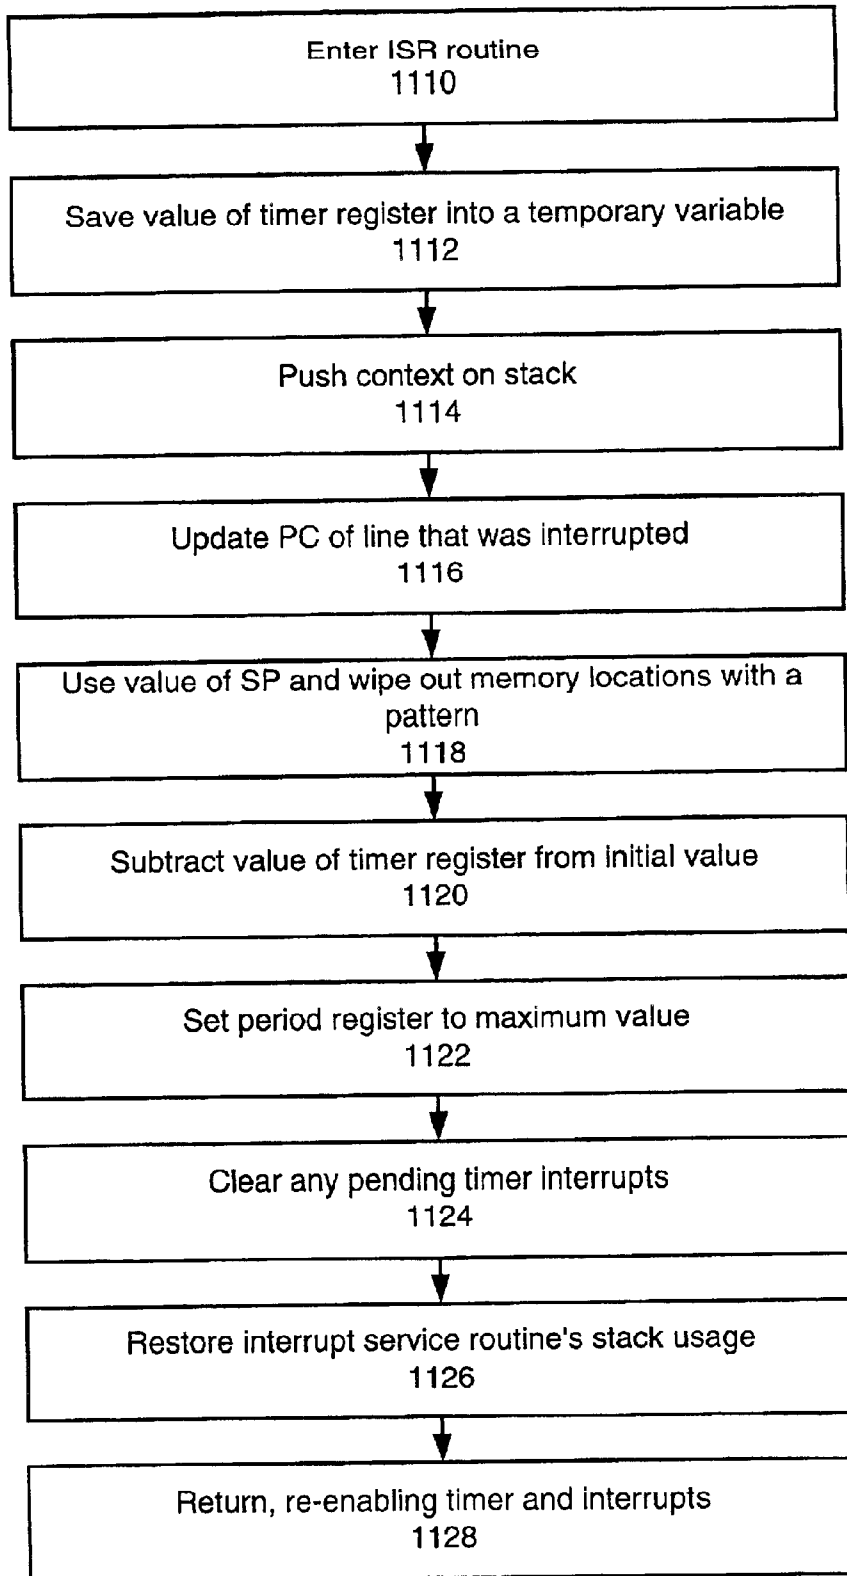 Enter ISR routine
1110
Save value of timer register into a temporary variable
1112
Push context on stack
1114
Update PC of line that was interrupted
1116
Use value of SP and wipe out memory locations with a
pattern
1118
Subtract value of timer register from initial value
1120
Set period register to maximum value
1122
Clear any pending timer interrupts
1124
Restore interrupt service routine's stack usage
1126
Return, re-enabling timer and interrupts
1128